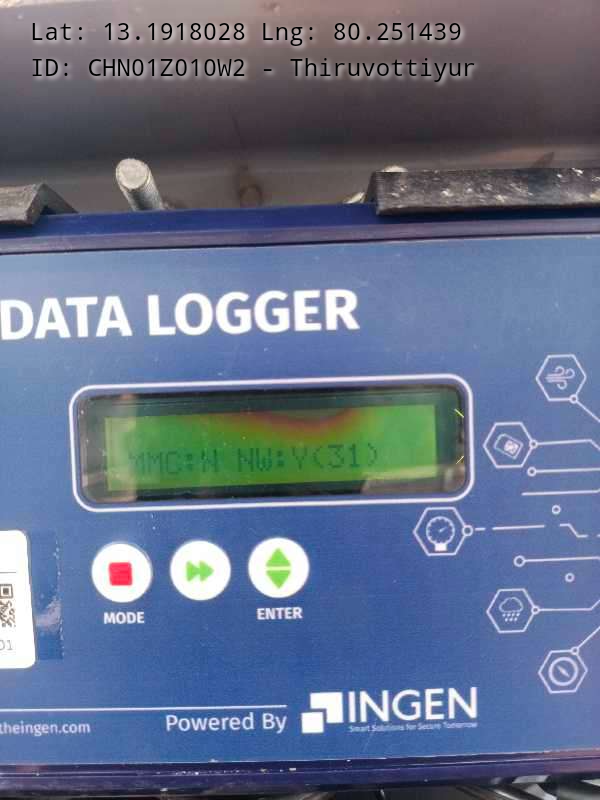 Lat: 13.1918028 Lng: 80.251439
ID: CHN01Z010W2 - Thiruvottiyur
DATA LOGGER
MMC:N NW:Y(31)
MODE
ENTER
01
theingen.com
Powered By
INGEN
Smart Solutions for Secure Tomorrow